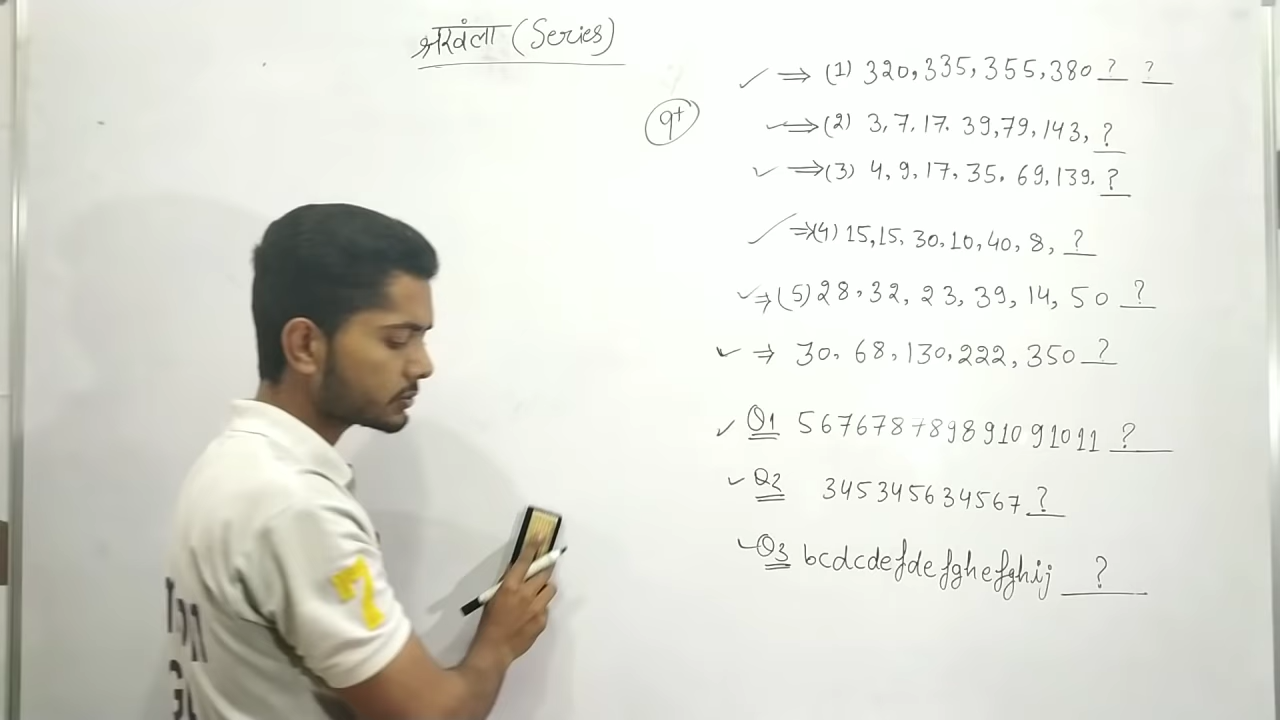 श्रखंला (Series)
✓ ⇒ (1) 320, 335, 355, 380 ? ?
9+
✓ ⇒ (2) 3, 7, 17. 39, 79, 143, ?
✓ ⇒ (3) 4, 9, 17, 35. 69, 139. ?
✓ ⇒ (4) 15, 15, 30, 10, 40, 8, ?
✓ ⇒ (5) 28, 32, 23, 39, 14, 50 ?
✓ ⇒ 30, 68, 130, 222, 350 ?
✓ Q1 567678789891091011 ?
✓ Q2 345345634567 ?
✓ Q3 bcdcdefdefghefghij ?
7